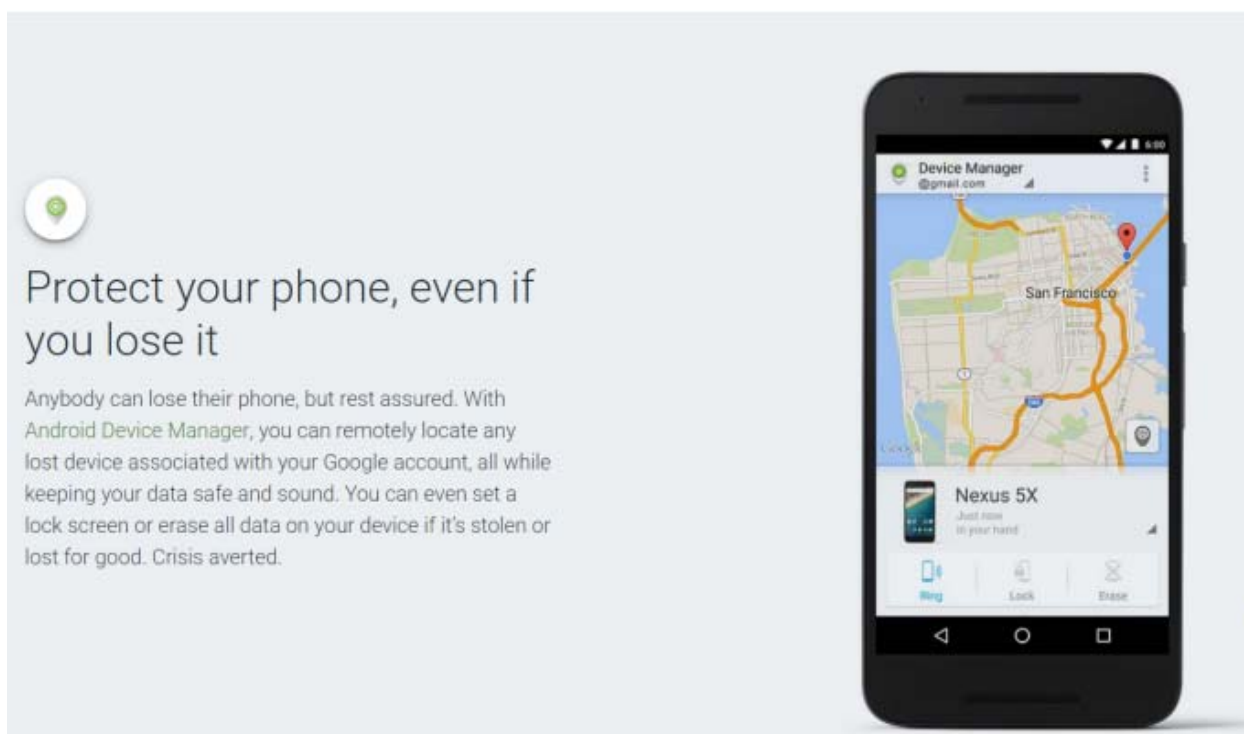 Protect your phone, even if
you lose it
Anybody can lose their phone, but rest assured. With
Android Device Manager, you can remotely locate any
lost device associated with your Google account, all while
keeping your data safe and sound. You can even set a
lock screen or erase all data on your device if it's stolen or
lost for good. Crisis averted.
6:00
Device Manager
@gmail.com
San Francisco
1
Google
Nexus 5X
Just now
In your hand
Ring
Lock
Erase